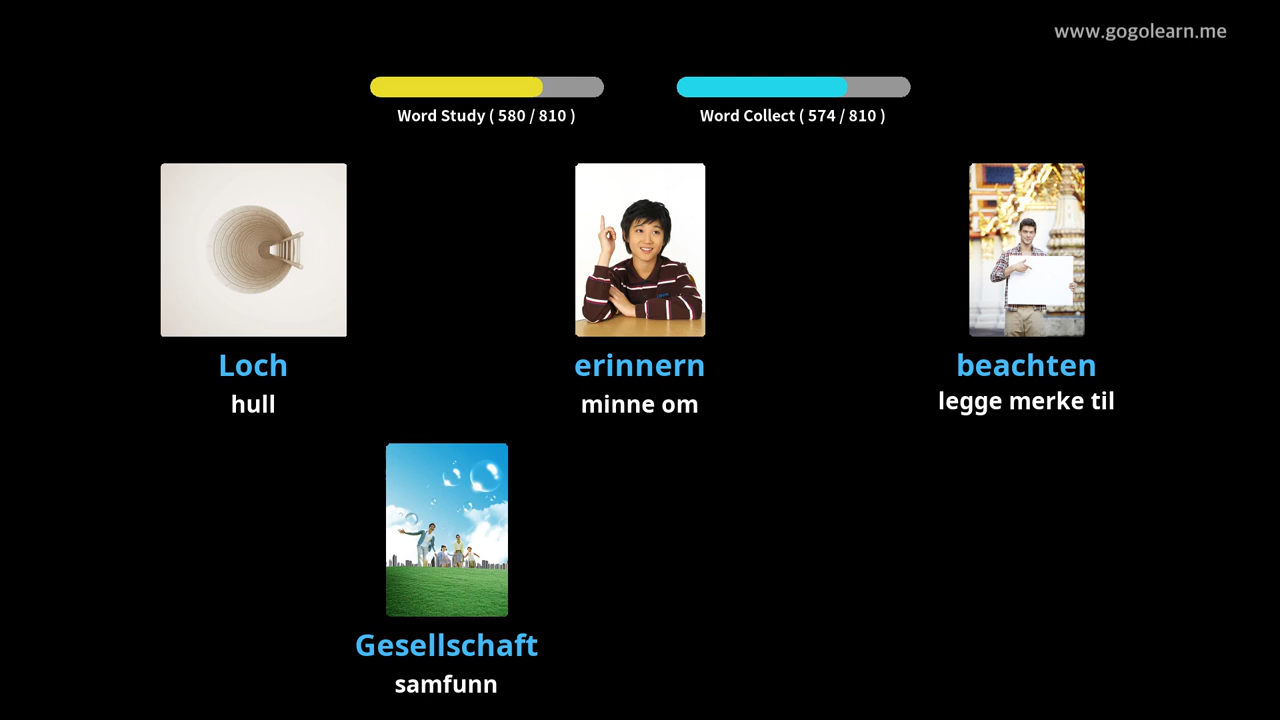 www.gogolearn.me
Word Study ( 580 / 810 )
Word Collect ( 574 / 810 )
Loch
hull
erinnern
minne om
beachten
legge merke til
Gesellschaft
samfunn